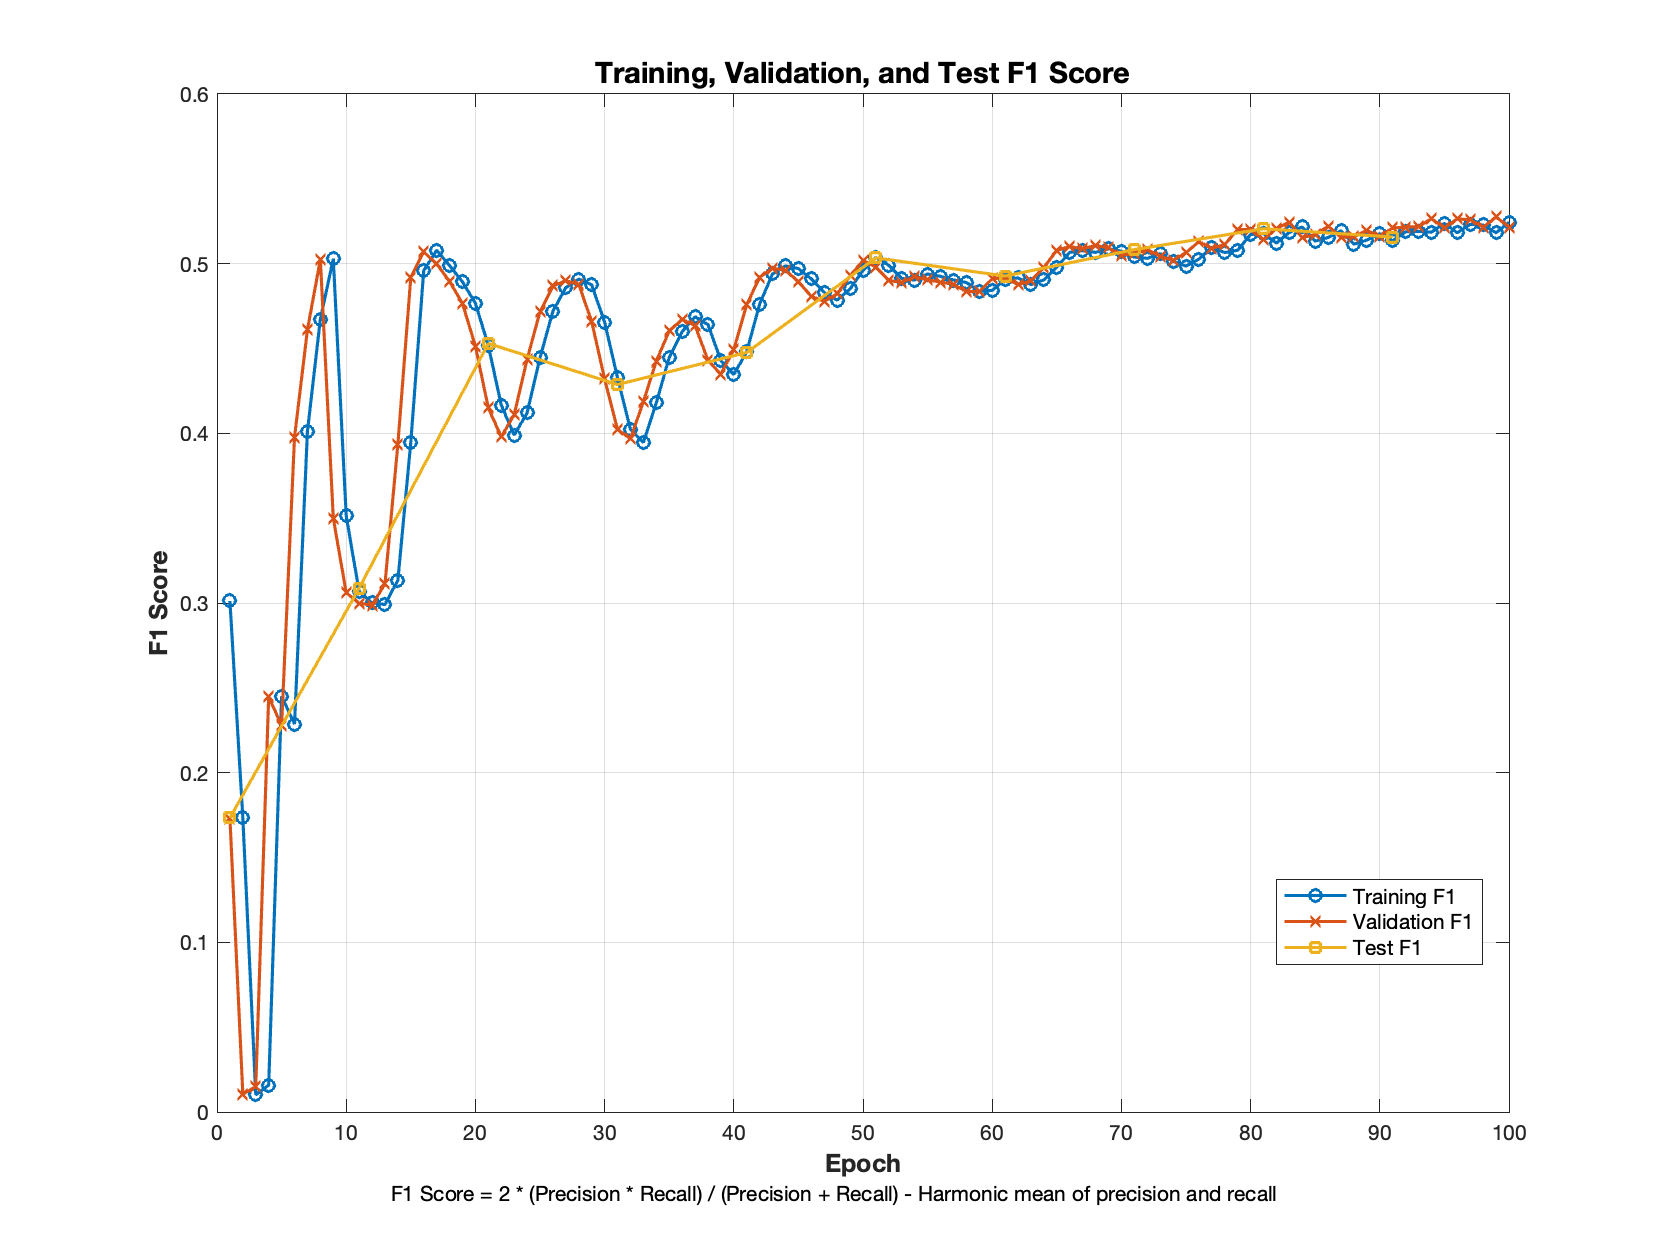 Training, Validation, and Test F1 Score
0.6
0.5
0.4
0.3
0.2
0.1
0
F1 Score
0 10 20 30 40 50 60 70 80 90 100
Epoch
F1 Score = 2 * (Precision * Recall) / (Precision + Recall) - Harmonic mean of precision and recall
Training F1
Validation F1
Test F1